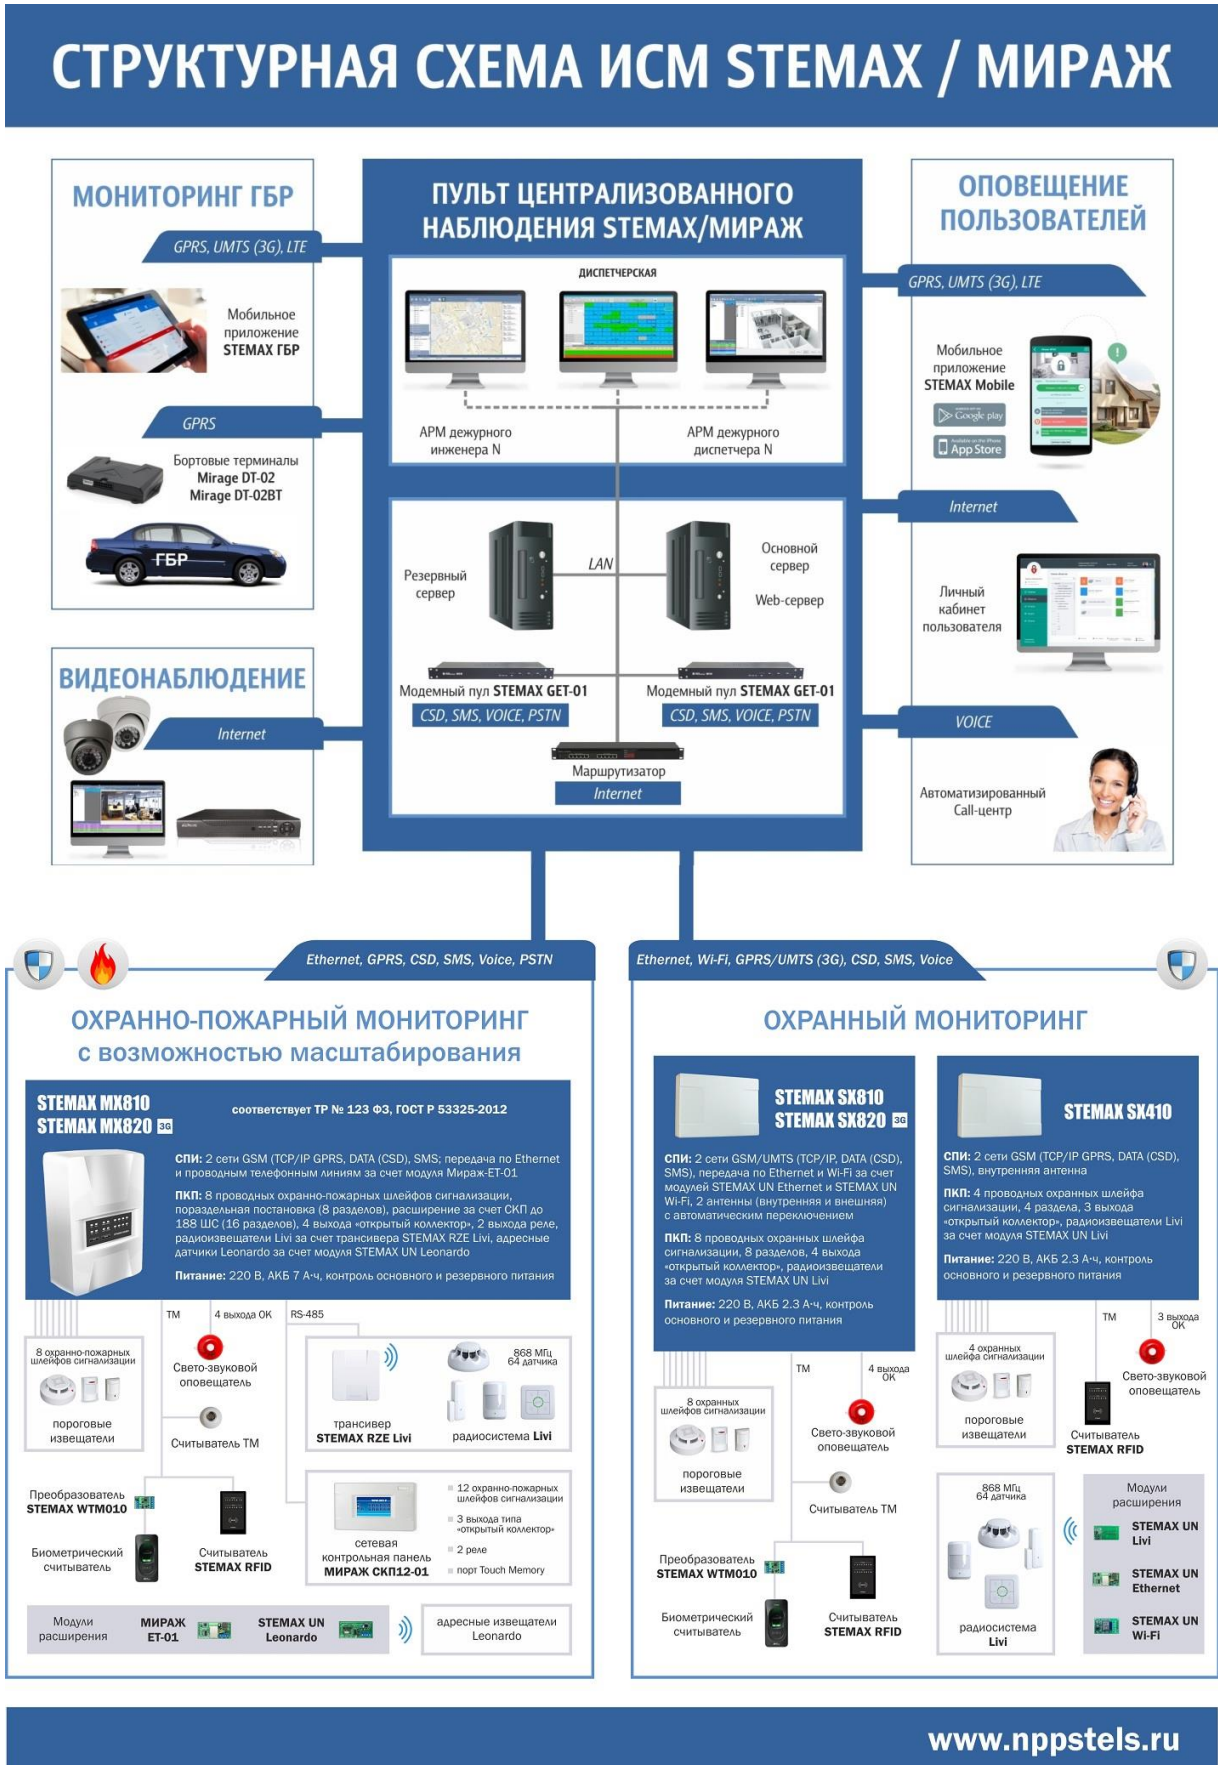 СТРУКТУРНАЯ СХЕМА ИСМ STEMAX / МИРАЖ
МОНИТОРИНГ ГБР
GPRS, UMTS (3G), LTE
Мобильное
приложение
STEMAX ГБР
GPRS
Бортовые терминалы
Mirage DT-02
Mirage DT-02BT
ГБР
ВИДЕОНАБЛЮДЕНИЕ
Internet
ПУЛЬТ ЦЕНТРАЛИЗОВАННОГО
НАБЛЮДЕНИЯ STEMAX/МИРАЖ
ДИСПЕТЧЕРСКАЯ
АРМ дежурного
инженера N
АРМ дежурного
диспетчера N
Резервный
сервер
LAN
Основной
сервер
Web-сервер
Модемный пул STEMAX GET-01
CSD, SMS, VOICE, PSTN
Модемный пул STEMAX GET-01
CSD, SMS, VOICE, PSTN
Маршрутизатор
Internet
ОПОВЕЩЕНИЕ
ПОЛЬЗОВАТЕЛЕЙ
GPRS, UMTS (3G), LTE
Мобильное
приложение
STEMAX Mobile
Google play
Available on the iPhone
App Store
Internet
Личный
кабинет
пользователя
VOICE
Автоматизированный
Call-центр
Ethernet, GPRS, CSD, SMS, Voice, PSTN
ОХРАННО-ПОЖАРНЫЙ МОНИТОРИНГ
с возможностью масштабирования
STEMAX MX810
STEMAX MX820 3G
соответствует ТР № 123 ФЗ, ГОСТ Р 53325-2012
СПИ: 2 сети GSM (TCP/IP GPRS, DATA (CSD), SMS; передача по Ethernet
и проводным телефонным линиям за счет модуля Мираж-ЕТ-01
ПКП: 8 проводных охранно-пожарных шлейфов сигнализации,
пораздельная постановка (8 разделов), расширение за счет СКП до
188 ШС (16 разделов), 4 выхода «открытый коллектор», 2 выхода реле,
радиоизвещатели Livi за счет трансивера STEMAX RZE Livi, адресные
датчики Leonardo за счет модуля STEMAX UN Leonardo
Питание: 220 В, АКБ 7 А·ч, контроль основного и резервного питания
ТМ
4 выхода ОК
RS-485
8 охранно-пожарных
шлейфов сигнализации
пороговые
извещатели
Свето-звуковой
оповещатель
Считыватель ТМ
трансивер
STEMAX RZE Livi
868 МГц
64 датчика
радиосистема Livi
Преобразователь
STEMAX WTM010
Биометрический
считыватель
Считыватель
STEMAX RFID
сетевая
контрольная панель
МИРАЖ СКП12-01
12 охранно-пожарных
шлейфов сигнализации
3 выхода типа
«открытый коллектор»
2 реле
порт Touch Memory
Модули
расширения
МИРАЖ
ЕТ-01
STEMAX UN
Leonardo
адресные извещатели
Leonardo
Ethernet, Wi-Fi, GPRS/UMTS (3G), CSD, SMS, Voice
ОХРАННЫЙ МОНИТОРИНГ
STEMAX SX810
STEMAX SX820 3G
СПИ: 2 сети GSM/UMTS (TCP/IP, DATA (CSD),
SMS), передача по Ethernet и Wi-Fi за счет
модулей STEMAX UN Ethernet и STEMAX UN
Wi-Fi, 2 антенны (внутренняя и внешняя)
с автоматическим переключением
ПКП: 8 проводных охранных шлейфа
сигнализации, 8 разделов, 4 выхода
«открытый коллектор», радиоизвещатели
за счет модуля STEMAX UN Livi
Питание: 220 В, АКБ 2.3 А·ч, контроль
основного и резервного питания
ТМ
4 выхода
ОК
8 охранных
шлейфов сигнализации
пороговые
извещатели
Свето-звуковой
оповещатель
Считыватель ТМ
Преобразователь
STEMAX WTM010
Биометрический
считыватель
Считыватель
STEMAX RFID
STEMAX SX410
СПИ: 2 сети GSM (TCP/IP GPRS, DATA (CSD),
SMS), внутренняя антенна
ПКП: 4 проводных охранных шлейфа
сигнализации, 4 раздела, 3 выхода
«открытый коллектор», радиоизвещатели Livi
за счет модуля STEMAX UN Livi
Питание: 220 В, АКБ 2.3 А·ч, контроль
основного и резервного питания
ТМ
3 выхода
ОК
4 охранных
шлейфа сигнализации
пороговые
извещатели
Свето-звуковой
оповещатель
Считыватель
STEMAX RFID
868 МГц
64 датчика
радиосистема
Livi
Модули
расширения
STEMAX UN
Livi
STEMAX UN
Ethernet
STEMAX UN
Wi-Fi
www.nppstels.ru